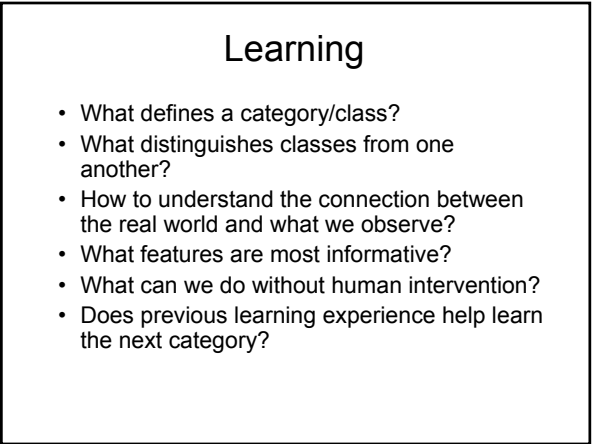 Learning
• What defines a category/class?
• What distinguishes classes from one
another?
• How to understand the connection between
the real world and what we observe?
• What features are most informative?
• What can we do without human intervention?
• Does previous learning experience help learn
the next category?